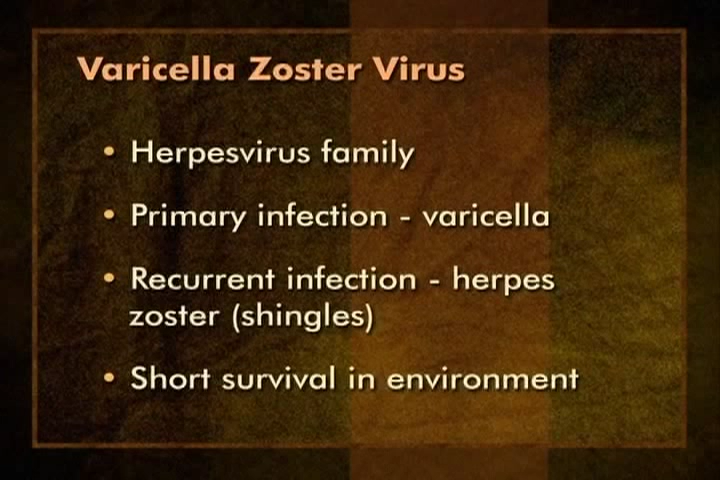 Varicella Zoster Virus
• Herpesvirus family
• Primary infection - varicella
• Recurrent infection - herpes
zoster (shingles)
• Short survival in environment